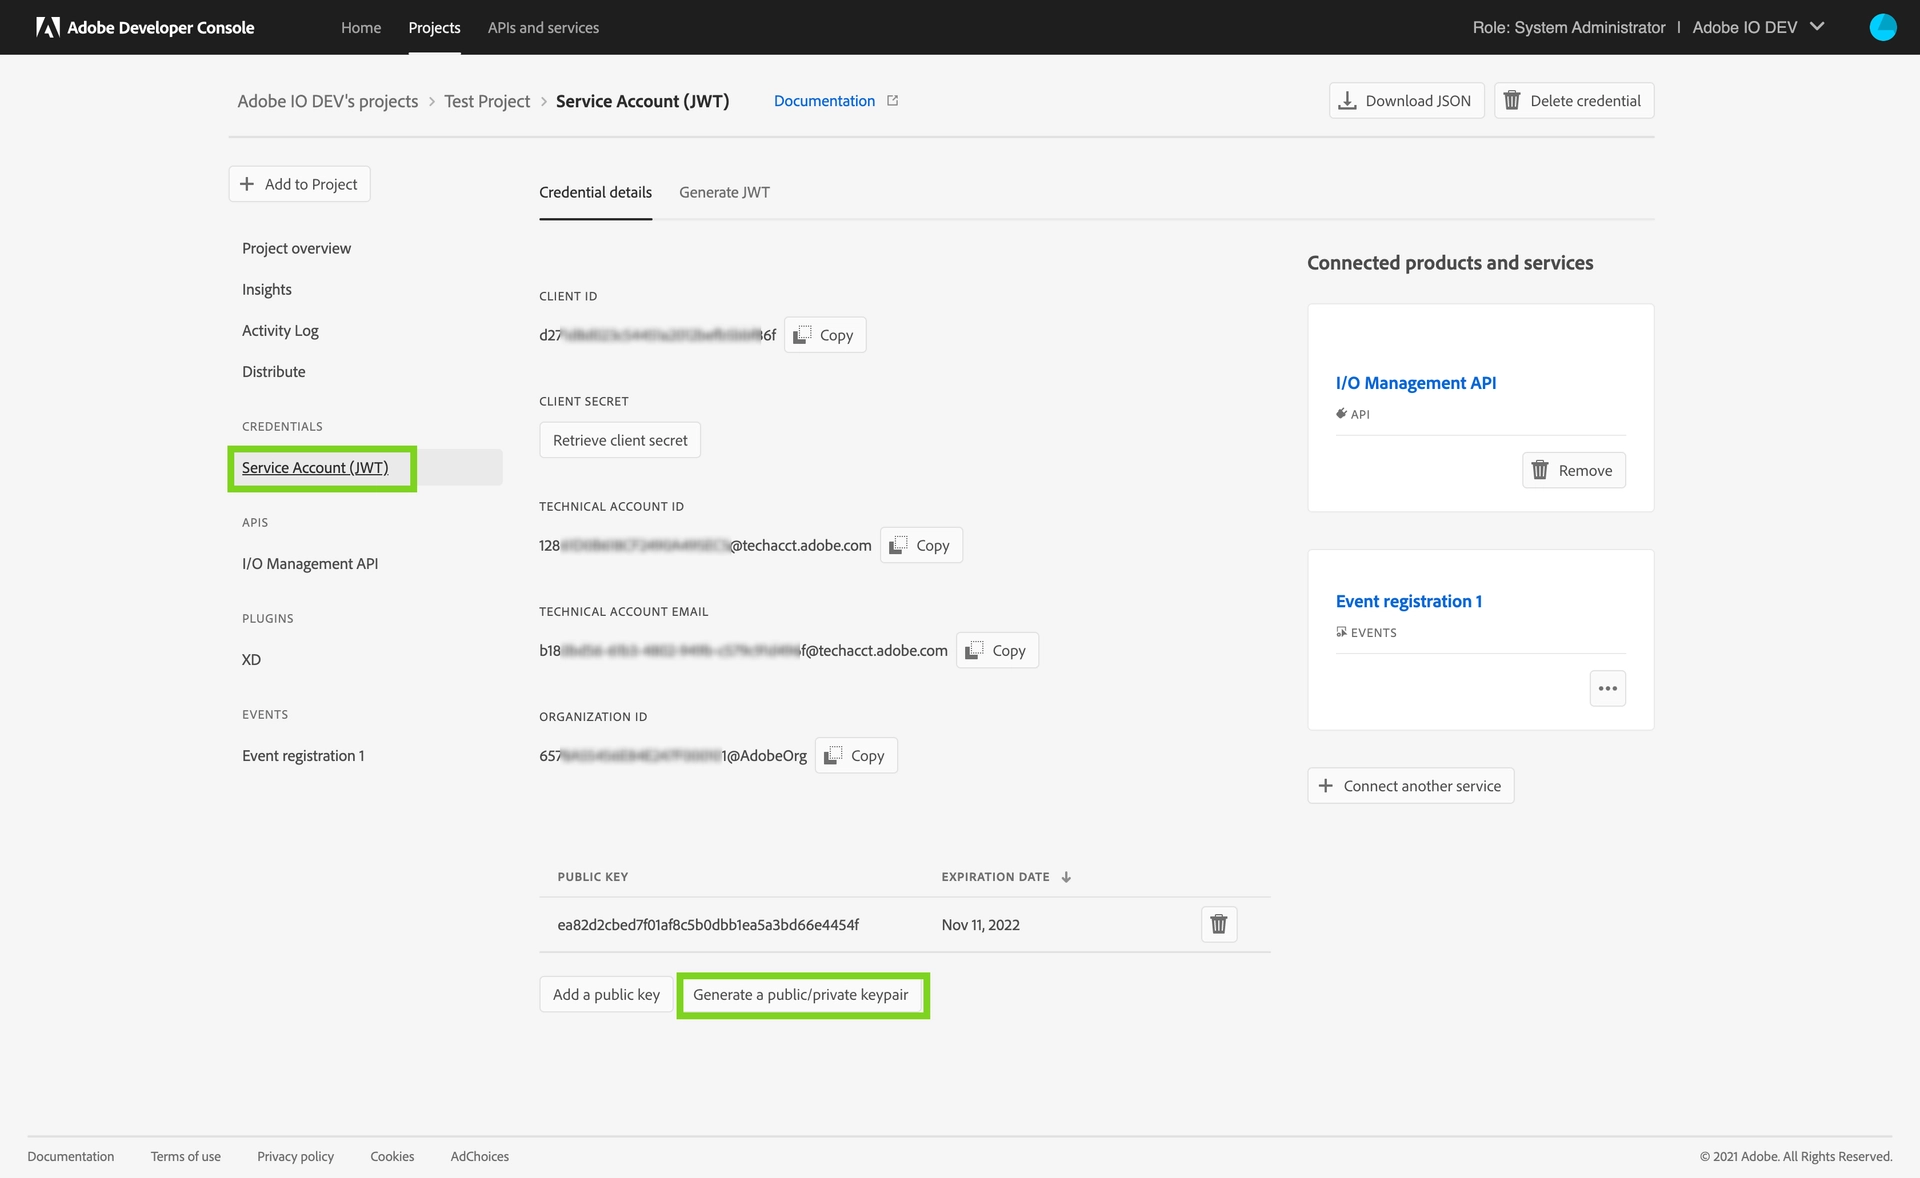 Adobe Developer Console
Home
Projects
APIs and services
Role: System Administrator | Adobe IO DEV
Adobe IO DEV's projects > Test Project > Service Account (JWT)
Documentation
Download JSON
Delete credential
Add to Project
Project overview
Insights
Activity Log
Distribute
CREDENTIALS
Service Account (JWT)
APIS
I/O Management API
PLUGINS
XD
EVENTS
Event registration 1
Credential details
Generate JWT
CLIENT ID
d27 6f
Copy
CLIENT SECRET
Retrieve client secret
TECHNICAL ACCOUNT ID
128 @techacct.adobe.com
Copy
TECHNICAL ACCOUNT EMAIL
b18 f@techacct.adobe.com
Copy
ORGANIZATION ID
657 1@AdobeOrg
Copy
PUBLIC KEY
EXPIRATION DATE
ea82d2cbed7f01af8c5b0dbb1ea5a3bd66e4454f
Nov 11, 2022
Add a public key
Generate a public/private keypair
Connected products and services
I/O Management API
API
Remove
Event registration 1
EVENTS
Connect another service
Documentation
Terms of use
Privacy policy
Cookies
AdChoices
© 2021 Adobe. All Rights Reserved.